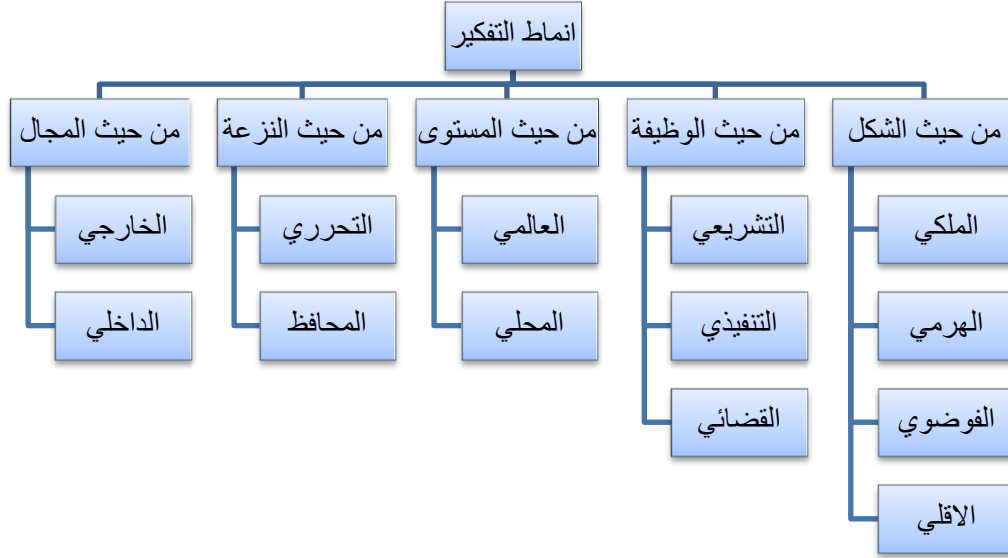 انماط التفكير
من حيث الشكل
من حيث الوظيفة
من حيث المستوى
من حيث النزعة
من حيث المجال
الملكي
التشريعي
العالمي
التحرري
الخارجي
الهرمي
التنفيذي
المحلي
المحافظ
الداخلي
الفوضوي
القضائي
الاقلي